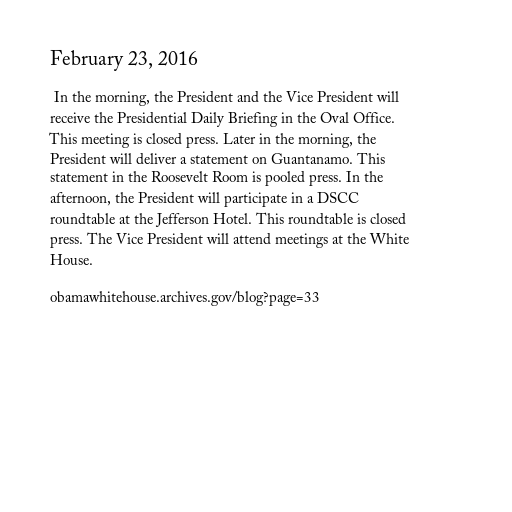 February 23, 2016
In the morning, the President and the Vice President will
receive the Presidential Daily Briefing in the Oval Office.
This meeting is closed press. Later in the morning, the
President will deliver a statement on Guantanamo. This
statement in the Roosevelt Room is pooled press. In the
afternoon, the President will participate in a DSCC
roundtable at the Jefferson Hotel. This roundtable is closed
press. The Vice President will attend meetings at the White
House.
obamawhitehouse.archives.gov/blog?page=33